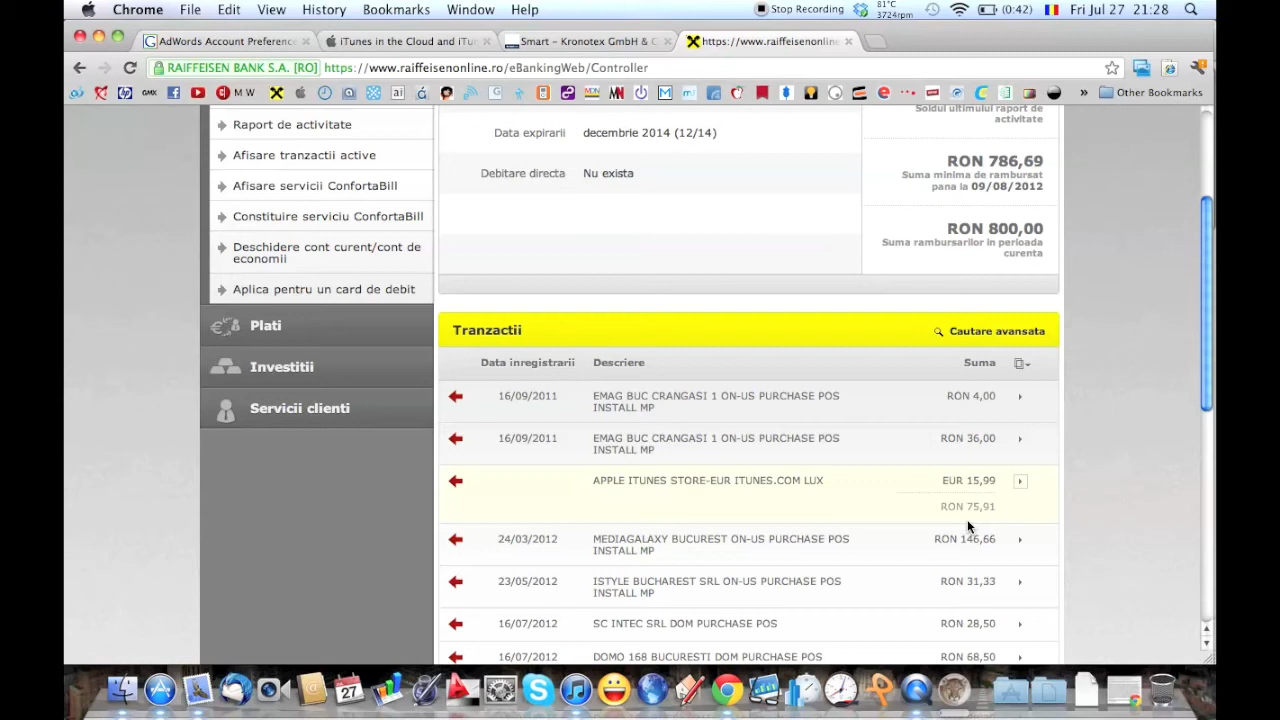 Chrome File Edit View History Bookmarks Window Help
Stop Recording 81°C 3724rpm (0:42) Fri Jul 27 21:28
AdWords Account Preference
iTunes in the Cloud and iTu
Smart – Kronotex GmbH & C
https://www.raiffeisenonline
RAIFFEISEN BANK S.A. [RO] https://www.raiffeisenonline.ro/eBankingWeb/Controller
M W
» Other Bookmarks
Raport de activitate
Afisare tranzactii active
Afisare servicii ConfortaBill
Constituire serviciu ConfortaBill
Deschidere cont curent/cont de
economii
Aplica pentru un card de debit
Plati
Investitii
Servicii clienti
Data expirarii decembrie 2014 (12/14)
Debitare directa Nu exista
Soldul ultimului raport de
activitate
RON 786,69
Suma minima de rambursat
pana la 09/08/2012
RON 800,00
Suma rambursarilor in perioada
curenta
Tranzactii Cautare avansata
Data inregistrarii Descriere Suma
16/09/2011 EMAG BUC CRANGASI 1 ON-US PURCHASE POS RON 4,00
INSTALL MP
16/09/2011 EMAG BUC CRANGASI 1 ON-US PURCHASE POS RON 36,00
INSTALL MP
APPLE ITUNES STORE-EUR ITUNES.COM LUX EUR 15,99
RON 75,91
24/03/2012 MEDIAGALAXY BUCUREST ON-US PURCHASE POS RON 146,66
INSTALL MP
23/05/2012 ISTYLE BUCHAREST SRL ON-US PURCHASE POS RON 31,33
INSTALL MP
16/07/2012 SC INTEC SRL DOM PURCHASE POS RON 28,50
16/07/2012 DOMO 168 BUCURESTI DOM PURCHASE POS RON 68,50